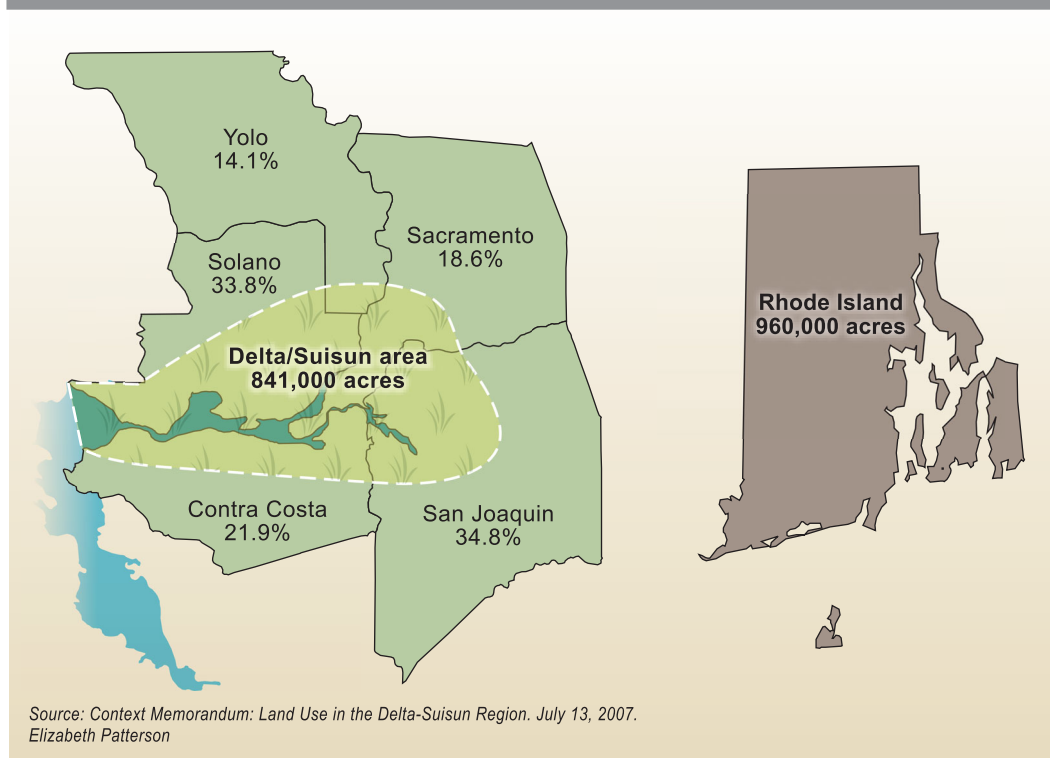 Yolo
14.1%
Sacramento
18.6%
Solano
33.8%
Delta/Suisun area
841,000 acres
Contra Costa
21.9%
San Joaquin
34.8%
Rhode Island
960,000 acres
Source: Context Memorandum: Land Use in the Delta-Suisun Region. July 13, 2007.
Elizabeth Patterson